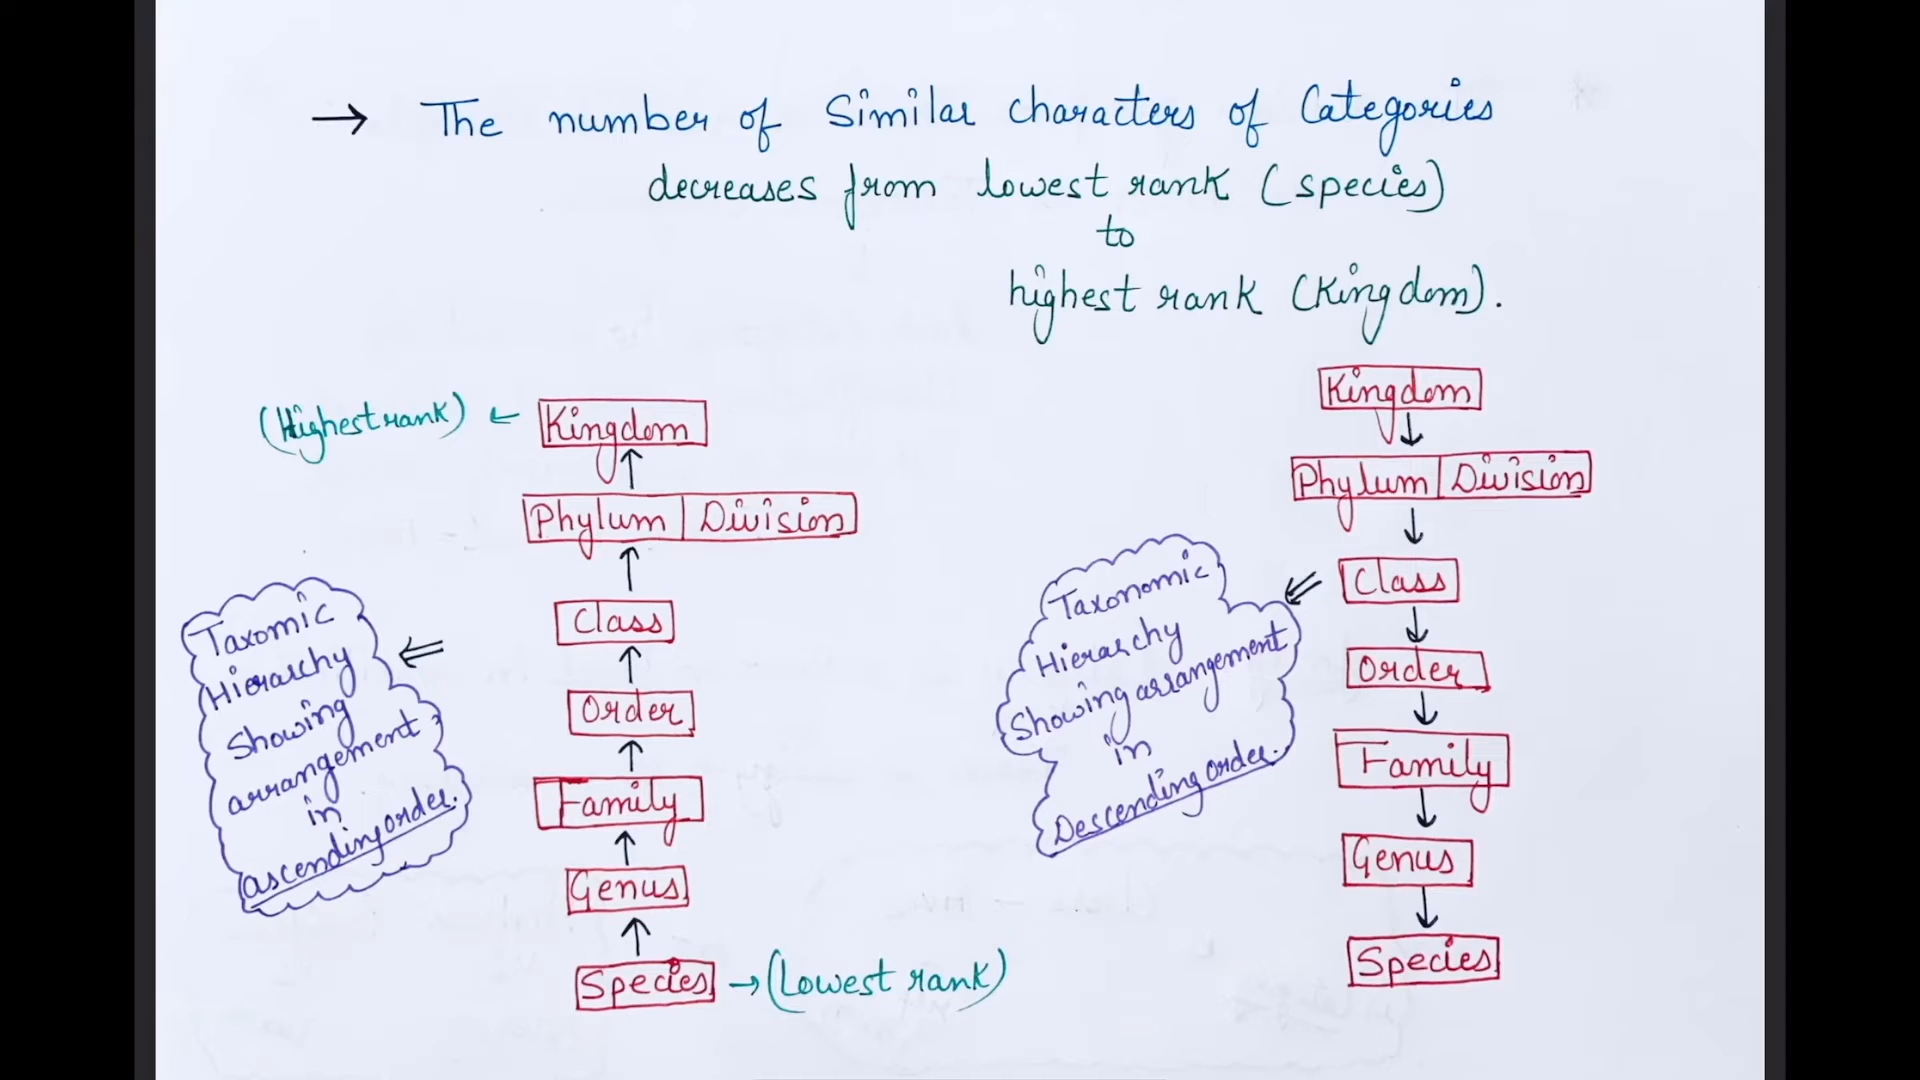 → The number of Similar characters of Categories
decreases from lowest rank (species)
to
highest rank (Kingdom).
(Highest rank) ← Kingdom
Phylum | Division
Class
Order
Family
Genus
Species → (Lowest rank)
Taxomic
Hierarchy
Showing
arrangement
in
ascending order.
Kingdom
Phylum | Division
Class
Order
Family
Genus
Species
Taxonomic
Hierarchy
Showing arrangement
in
Descending order.